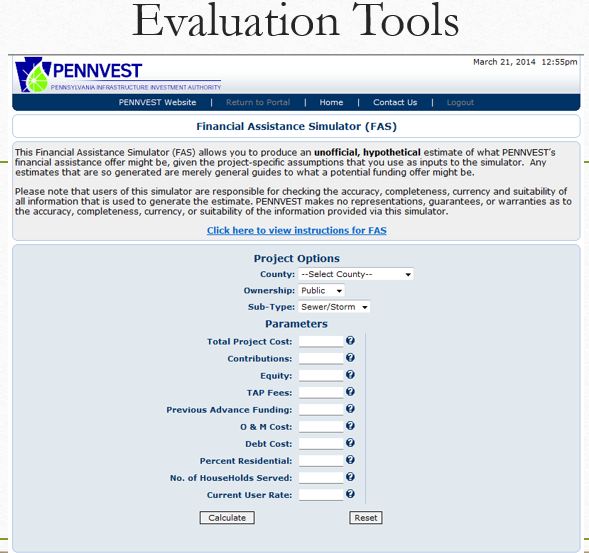 Evaluation Tools
March 21, 2014 12:55pm
PENNVEST
PENNSYLVANIA INFRASTRUCTURE INVESTMENT AUTHORITY
PENNVEST Website | Return to Portal | Home | Contact Us | Logout
Financial Assistance Simulator (FAS)
This Financial Assistance Simulator (FAS) allows you to produce an unofficial, hypothetical estimate of what PENNVEST's
financial assistance offer might be, given the project-specific assumptions that you use as inputs to the simulator. Any
estimates that are so generated are merely general guides to what a potential funding offer might be.
Please note that users of this simulator are responsible for checking the accuracy, completeness, currency and suitability of
all information that is used to generate the estimate. PENNVEST makes no representations, guarantees, or warranties as to
the accuracy, completeness, currency, or suitability of the information provided via this simulator.
Click here to view instructions for FAS
Project Options
County: --Select County--
Ownership: Public
Sub-Type: Sewer/Storm
Parameters
Total Project Cost: ?
Contributions: ?
Equity: ?
TAP Fees: ?
Previous Advance Funding: ?
O & M Cost: ?
Debt Cost: ?
Percent Residential: ?
No. of HouseHolds Served: ?
Current User Rate: ?
Calculate Reset